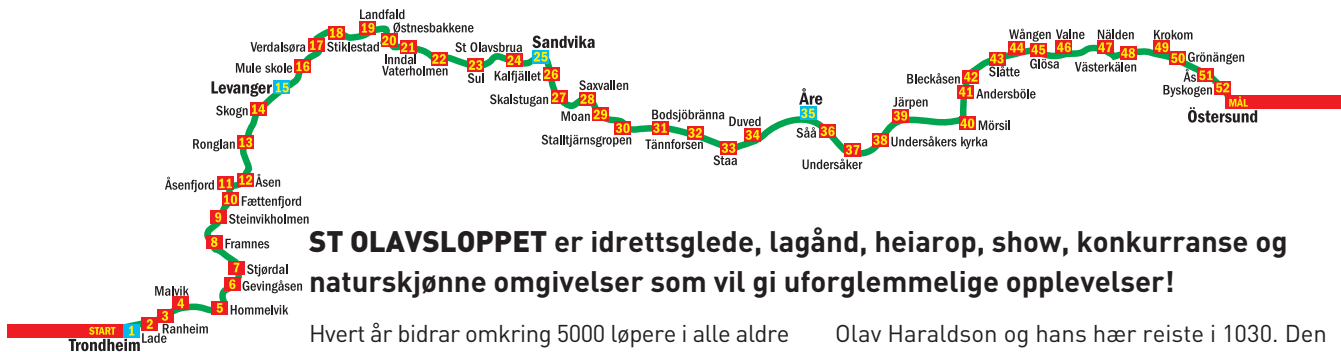 START 1 Trondheim
2 Lade
3 Ranheim
4 Malvik
5 Hommelvik
6 Gevingåsen
7 Stjørdal
8 Framnes
9 Steinvikholmen
10 Fættenfjord
11 Åsenfjord
12 Åsen
13 Ronglan
14 Skogn
15 Levanger
16 Mule skole
17 Verdalsøra
18 Stiklestad
19 Landfald
20 Østnesbakkene
21 Inndal
22 Vaterholmen
23 Sul
24 St Olavsbrua
25 Sandvika
26 Kalfjället
27 Skalstugan
28 Saxvallen
29 Moan
30 Stalltjärnsgropen
31 Bodsjöbränna
32 Tännforsen
33 Staa
34 Duved
35 Åre
36 Såå
37 Undersåker
38 Undersåkers kyrka
39 Järpen
40 Mörsil
41 Andersböle
42 Bleckåsen
43 Slåtte
44 Wången
45 Glösa
46 Valne
47 Nälden
48 Västerkälen
49 Krokom
50 Grönängen
51 Ås
52 Byskogen
MÅL
Östersund
ST OLAVSLOPPET er idrettsglede, lagånd, heiarop, show, konkurranse og
naturskjønne omgivelser som vil gi uforglemmelige opplevelser!
Hvert år bidrar omkring 5000 løpere i alle aldre
Olav Haraldson og hans hær reiste i 1030. Den